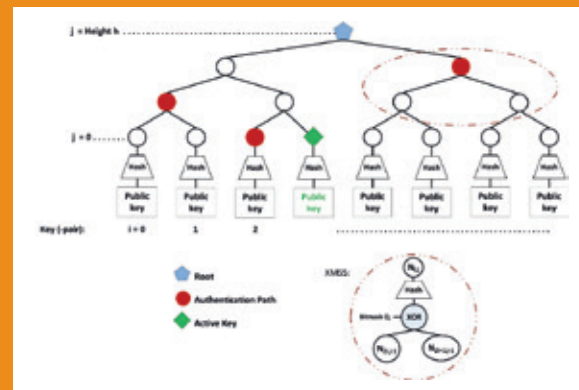 j = Height h
j = 0
Hash Hash Hash Hash Hash Hash Hash Hash
Public key Public key Public key Public key Public key Public key Public key Public key
Key (-pair): i = 0 1 2
Root
Authentication Path
Active Key
XMSS:
Hash
XOR